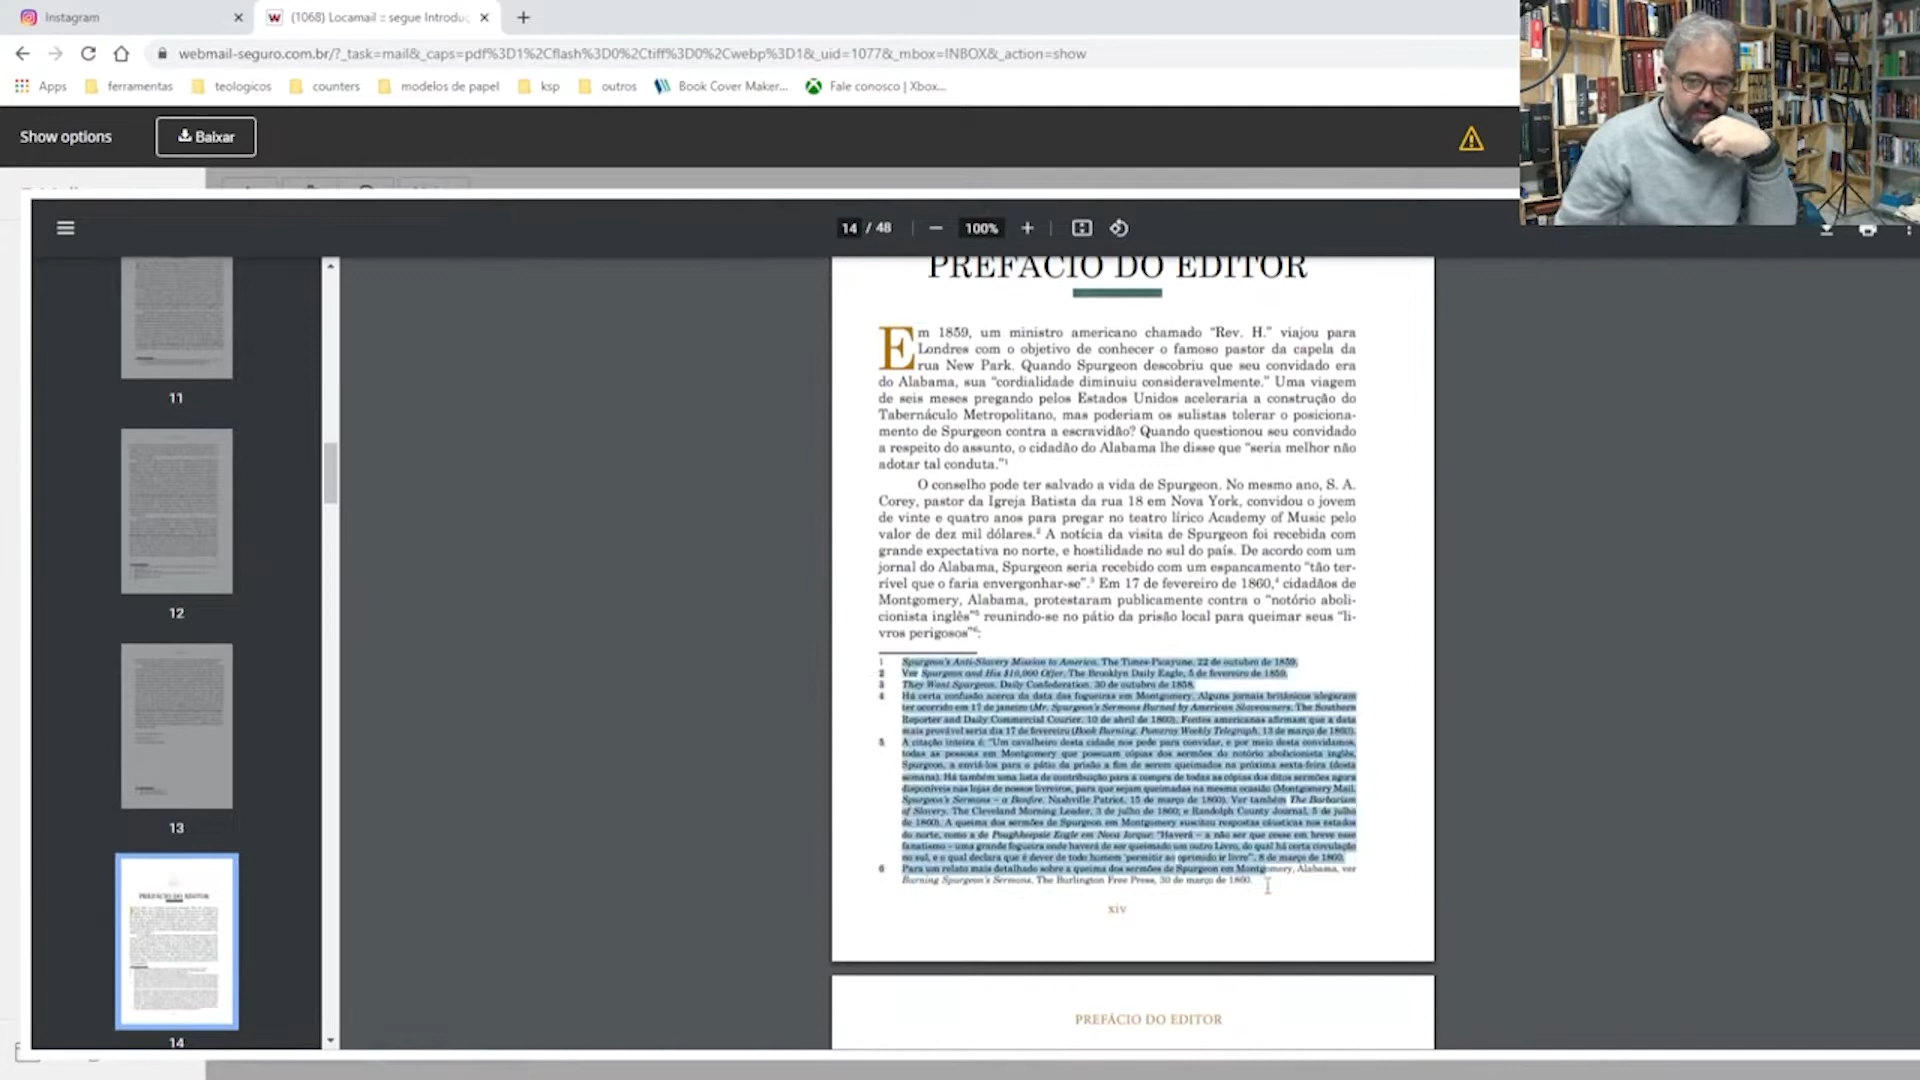 Instagram
(1068) Locamail :: segue Introduç
webmail-seguro.com.br/?_task=mail&_caps=pdf%3D1%2Cflash%3D0%2Ctiff%3D0%2Cwebp%3D1&_uid=1077&_mbox=INBOX&_action=show
Apps ferramentas teologicos counters modelos de papel ksp outros Book Cover Maker... Fale conosco | Xbox...
Show options Baixar
14 / 48 100%
11
12
13
14
PREFÁCIO DO EDITOR
Em 1859, um ministro americano chamado “Rev. H.” viajou para
Londres com o objetivo de conhecer o famoso pastor da capela da
rua New Park. Quando Spurgeon descobriu que seu convidado era
do Alabama, sua “cordialidade diminuiu consideravelmente.” Uma viagem
de seis meses pregando pelos Estados Unidos aceleraria a construção do
Tabernáculo Metropolitano, mas poderiam os sulistas tolerar o posiciona-
mento de Spurgeon contra a escravidão? Quando questionou seu convidado
a respeito do assunto, o cidadão do Alabama lhe disse que “seria melhor não
adotar tal conduta.”1
O conselho pode ter salvado a vida de Spurgeon. No mesmo ano, S. A.
Corey, pastor da Igreja Batista da rua 18 em Nova York, convidou o jovem
de vinte e quatro anos para pregar no teatro lírico Academy of Music pelo
valor de dez mil dólares.2 A notícia da visita de Spurgeon foi recebida com
grande expectativa no norte, e hostilidade no sul do país. De acordo com um
jornal do Alabama, Spurgeon seria recebido com um espancamento “tão ter-
rível que o faria envergonhar-se”.3 Em 17 de fevereiro de 1860,4 cidadãos de
Montgomery, Alabama, protestaram publicamente contra o “notório aboli-
cionista inglês”5 reunindo-se no pátio da prisão local para queimar seus “li-
vros perigosos”6:
1 Spurgeon's Anti-Slavery Mission to America. The Times-Picayune, 22 de outubro de 1859.
2 Ver Spurgeon and His $10,000 Offer. The Brooklyn Daily Eagle, 5 de fevereiro de 1859.
3 They Want Spurgeon. Daily Confederation, 30 de outubro de 1858.
4 Há certa confusão acerca da data das fogueiras em Montgomery. Alguns jornais britânicos alegaram
ter ocorrido em 17 de janeiro (Mr. Spurgeon's Sermons Burned by American Slaveowners. The Southern
Reporter and Daily Commercial Courier, 10 de abril de 1860). Fontes americanas afirmam que a data
mais provável seria dia 17 de fevereiro (Book Burning. Pomeroy Weekly Telegraph, 13 de março de 1860).
5 A citação inteira é: “Um cavalheiro desta cidade nos pede para convidar, e por meio desta convidamos,
todas as pessoas em Montgomery que possuam cópias dos sermões do notório abolicionista inglês,
Spurgeon, a enviá-los para o pátio da prisão a fim de serem queimados na próxima sexta-feira (desta
semana). Há também uma lista de contribuição para a compra de todas as cópias dos ditos sermões agora
disponíveis nas lojas de nossos livreiros, para que sejam queimadas na mesma ocasião (Montgomery Mail.
Spurgeon's Sermons – a Bonfire. Nashville Patriot, 15 de março de 1860). Ver também The Barbarism
of Slavery. The Cleveland Morning Leader, 3 de julho de 1860; e Randolph County Journal, 5 de julho
de 1860). A queima dos sermões de Spurgeon em Montgomery suscitou respostas cáusticas nos estados
do norte, como a de Poughkeepsie Eagle em Nova Iorque: “Haverá – a não ser que cesse em breve esse
fanatismo – uma grande fogueira onde haverá de ser queimado um outro Livro, do qual há certa circulação
no sul, e o qual declara que é dever de todo homem ‘permitir ao oprimido ir livre’”, 8 de março de 1860.
6 Para um relato mais detalhado sobre a queima dos sermões de Spurgeon em Montgomery, Alabama, ver
Burning Spurgeon's Sermons, The Burlington Free Press, 30 de março de 1860.
xiv
PREFÁCIO DO EDITOR